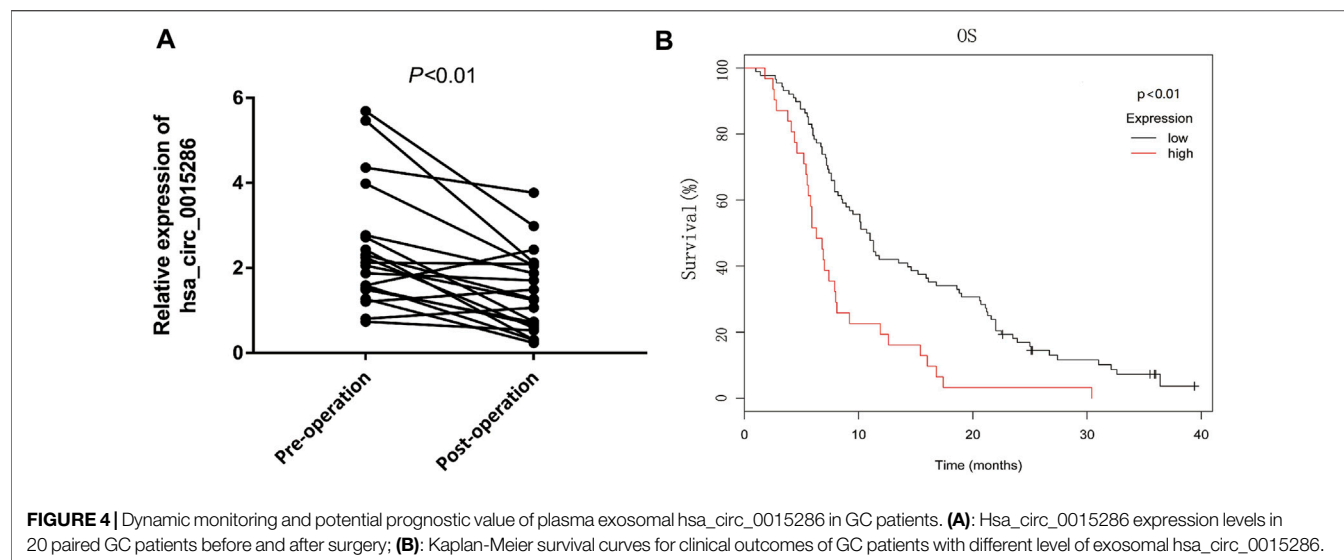 A
P<0.01
Relative expression of
hsa_circ_0015286
6
4
2
0
Pre-operation
Post-operation
B
OS
Survival(%)
100
80
60
40
20
0
p<0.01
Expression
low
high
0
10
20
30
40
Time (months)
FIGURE 4 | Dynamic monitoring and potential prognostic value of plasma exosomal hsa_circ_0015286 in GC patients. (A): Hsa_circ_0015286 expression levels in
20 paired GC patients before and after surgery; (B): Kaplan-Meier survival curves for clinical outcomes of GC patients with different level of exosomal hsa_circ_0015286.